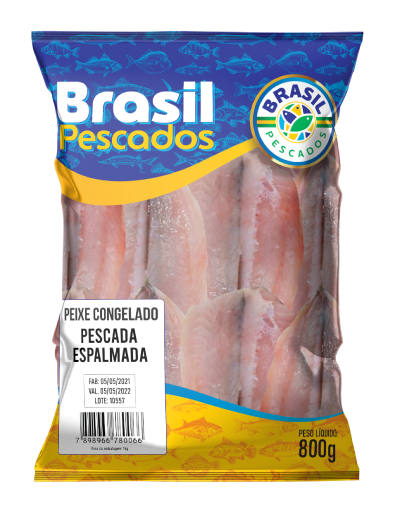 Brasil
Pescados
BRASIL
PESCADOS
PEIXE CONGELADO
PESCADA
ESPALMADA
FAB: 05/05/2021
VAL. 05/05/2022
LOTE: 10557
7 898966 780066
PESO LÍQUIDO:
800g